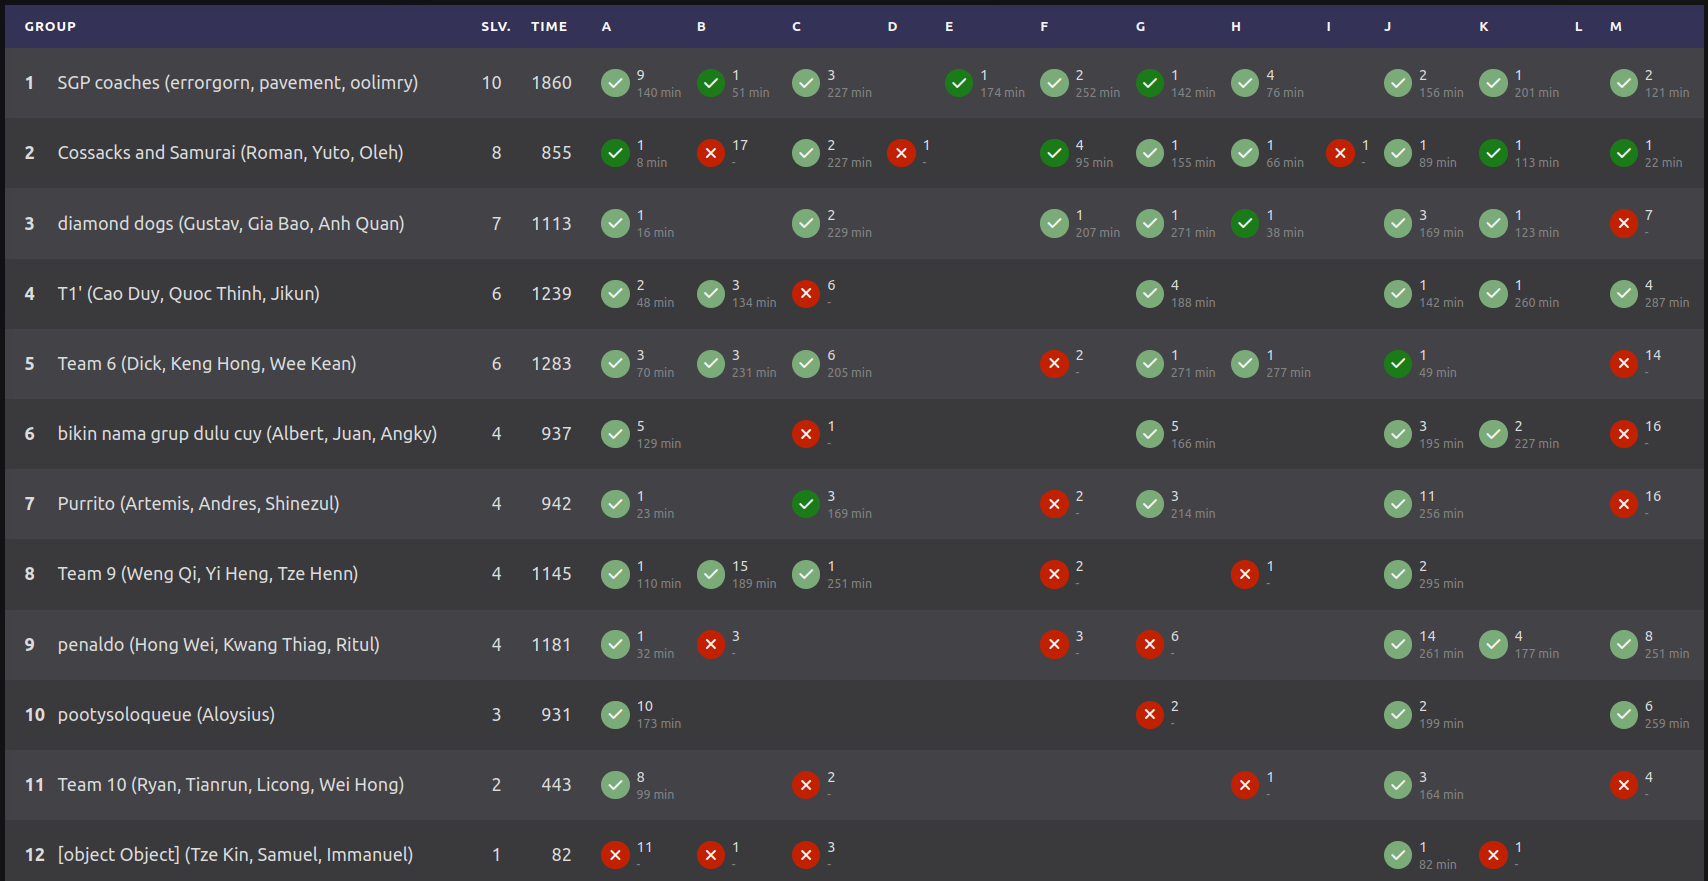 GROUP SLV. TIME A B C D E F G H I J K L M
9 1 3 1 2 1 4 2 1 2
1 SGP coaches (errorgorn, pavement, oolimry) 10 1860
140 min 51 min 227 min 174 min 252 min 142 min 76 min 156 min 201 min 121 min
1 17 2 1 4 1 1 1 1 1 1
2 Cossacks and Samurai (Roman, Yuto, Oleh) 8 855
8 min - 227 min - 95 min 155 min 66 min - 89 min 113 min 22 min
1 2 1 1 1 3 1 7
3 diamond dogs (Gustav, Gia Bao, Anh Quan) 7 1113
16 min 229 min 207 min 271 min 38 min 169 min 123 min -
2 3 6 4 1 1 4
4 T1' (Cao Duy, Quoc Thinh, Jikun) 6 1239
48 min 134 min - 188 min 142 min 260 min 287 min
3 3 6 2 1 1 1 14
5 Team 6 (Dick, Keng Hong, Wee Kean) 6 1283
70 min 231 min 205 min - 271 min 277 min 49 min -
5 1 5 3 2 16
6 bikin nama grup dulu cuy (Albert, Juan, Angky) 4 937
129 min - 166 min 195 min 227 min -
1 3 2 3 11 16
7 Purrito (Artemis, Andres, Shinezul) 4 942
23 min 169 min - 214 min 256 min -
1 15 1 2 1 2
8 Team 9 (Weng Qi, Yi Heng, Tze Henn) 4 1145
110 min 189 min 251 min - - 295 min
1 3 3 6 14 4 8
9 penaldo (Hong Wei, Kwang Thiag, Ritul) 4 1181
32 min - - - 261 min 177 min 251 min
10 2 2 6
10 pootysoloqueue (Aloysius) 3 931
173 min - 199 min 259 min
8 2 1 3 4
11 Team 10 (Ryan, Tianrun, Licong, Wei Hong) 2 443
99 min - - 164 min -
11 1 3 1 1
12 [object Object] (Tze Kin, Samuel, Immanuel) 1 82
- - - 82 min -